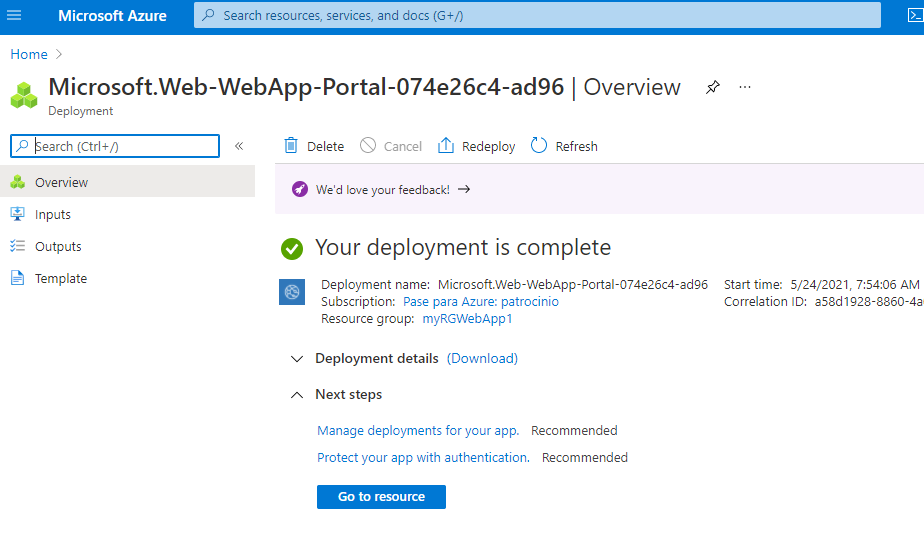 Microsoft Azure
Search resources, services, and docs (G+/)
Home
Microsoft.Web-WebApp-Portal-074e26c4-ad96 | Overview
Deployment
Search (Ctrl+/)
Overview
Inputs
Outputs
Template
Delete
Cancel
Redeploy
Refresh
We'd love your feedback!
Your deployment is complete
Deployment name: Microsoft.Web-WebApp-Portal-074e26c4-ad96
Subscription: Pase para Azure: patrocinio
Resource group: myRGWebApp1
Start time: 5/24/2021, 7:54:06 AM
Correlation ID: a58d1928-8860-4a
Deployment details (Download)
Next steps
Manage deployments for your app. Recommended
Protect your app with authentication. Recommended
Go to resource